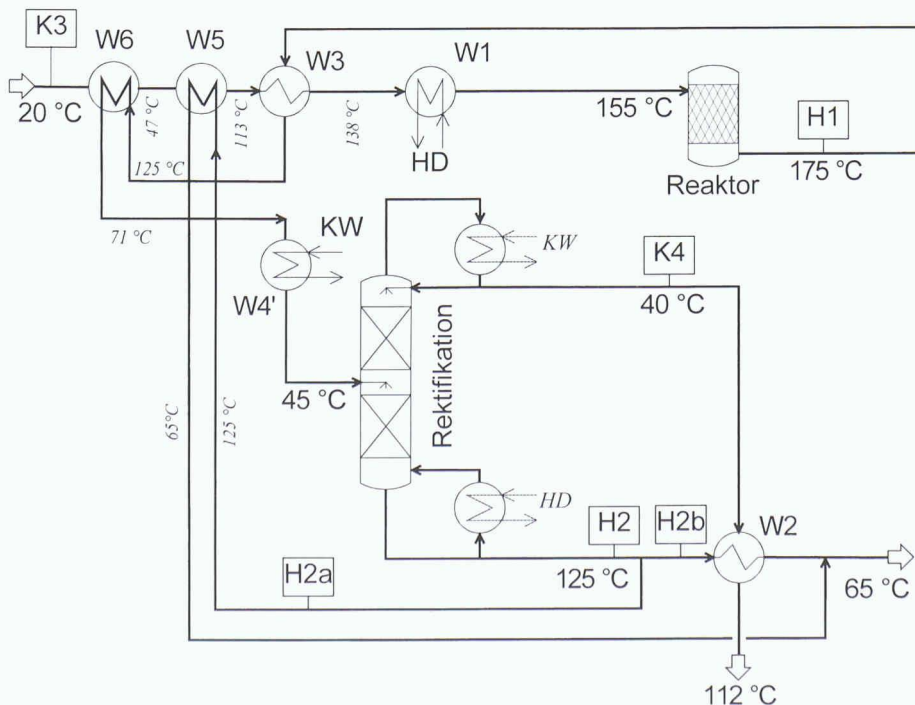 K3
W6
W5
W3
W1
20 °C
47 °C
113 °C
138 °C
155 °C
H1
HD
125 °C
Reaktor
175 °C
71 °C
KW
KW
K4
W4'
40 °C
45 °C
Rektifikation
65°C
125 °C
HD
H2
H2b
W2
H2a
125 °C
65 °C
112 °C